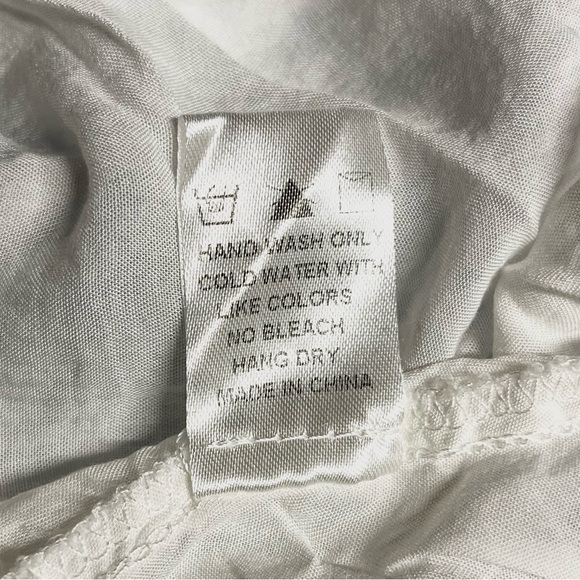 HAND WASH ONLY
COLD WATER WITH
LIKE COLORS
NO BLEACH
HANG DRY
MADE IN CHINA